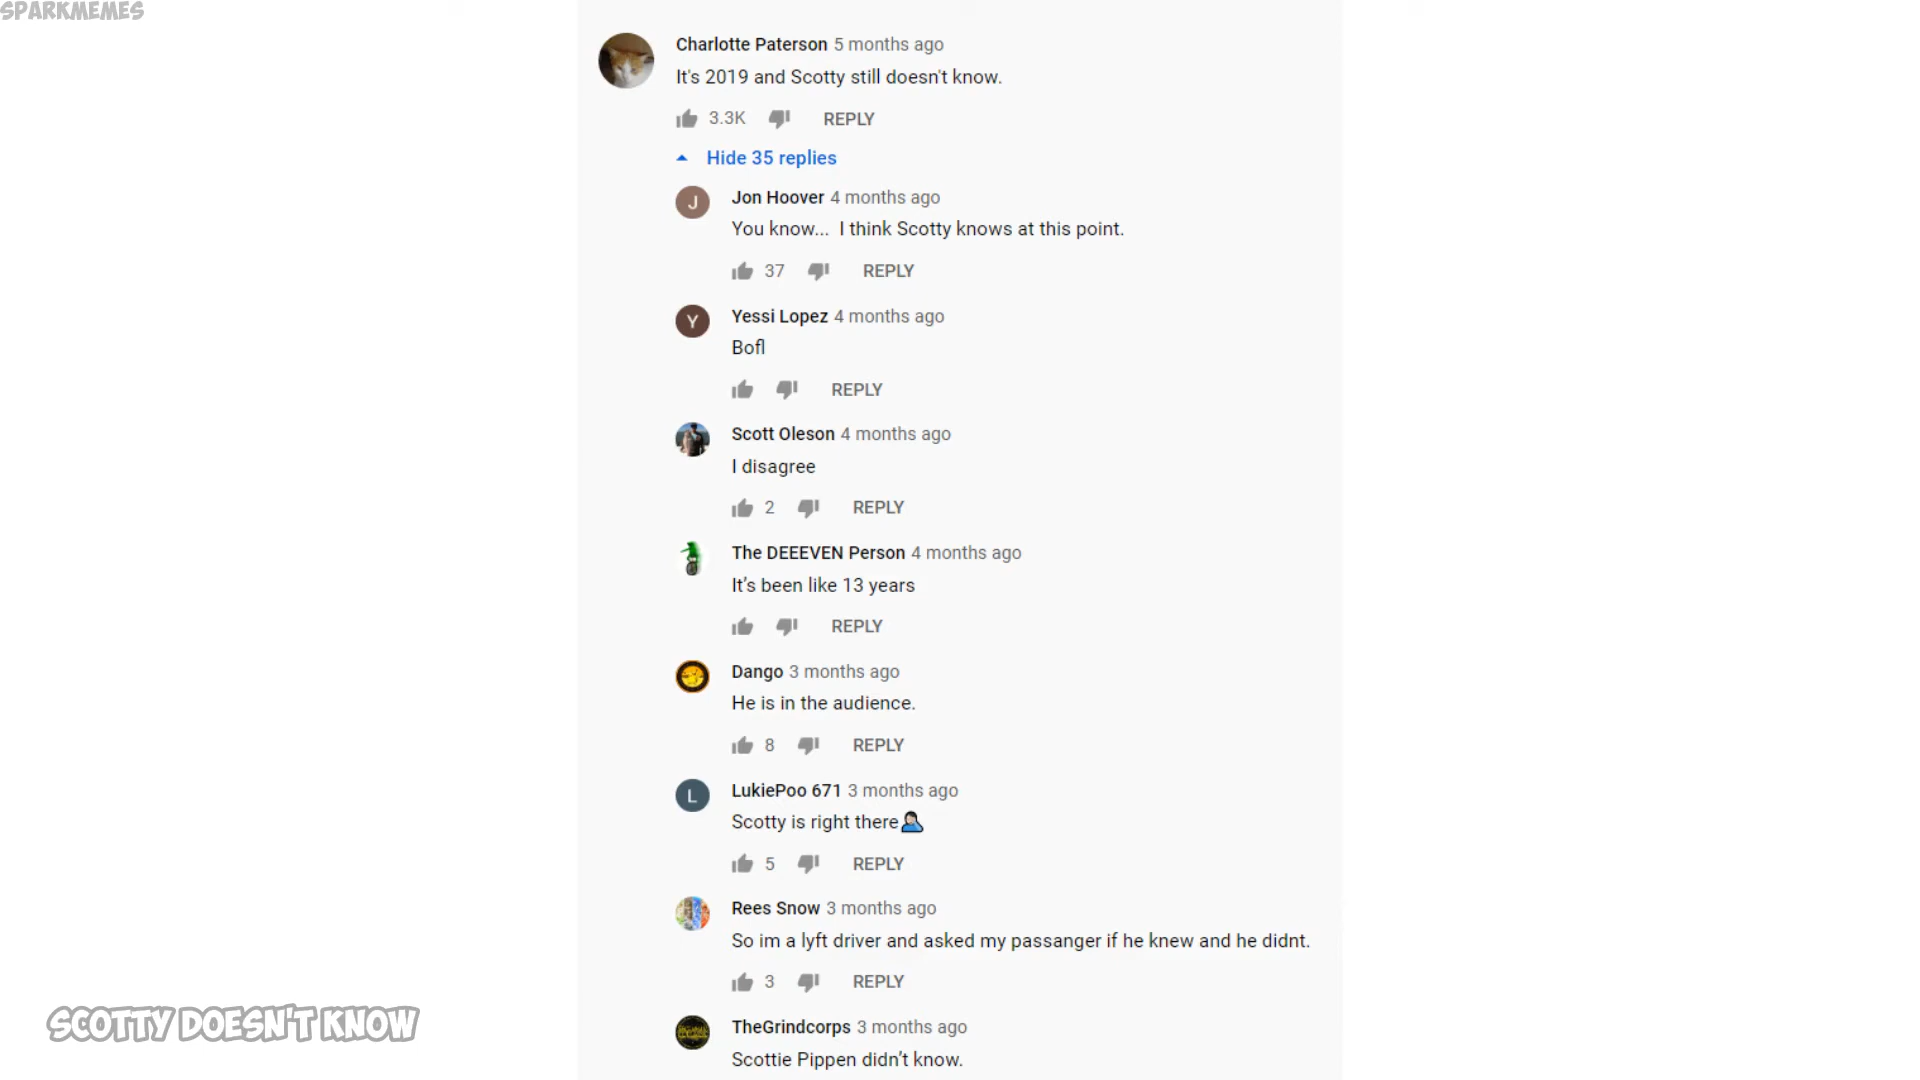 SPARKMEMES
Charlotte Paterson 5 months ago
It's 2019 and Scotty still doesn't know.
3.3K REPLY
Hide 35 replies
J
Jon Hoover 4 months ago
You know... I think Scotty knows at this point.
37 REPLY
Y
Yessi Lopez 4 months ago
Bofl
REPLY
Scott Oleson 4 months ago
I disagree
2 REPLY
The DEEEVEN Person 4 months ago
It’s been like 13 years
REPLY
Dango 3 months ago
He is in the audience.
8 REPLY
L
LukiePoo 671 3 months ago
Scotty is right there
5 REPLY
Rees Snow 3 months ago
So im a lyft driver and asked my passanger if he knew and he didnt.
3 REPLY
TheGrindcorps 3 months ago
Scottie Pippen didn’t know.
SCOTTY DOESN'T KNOW